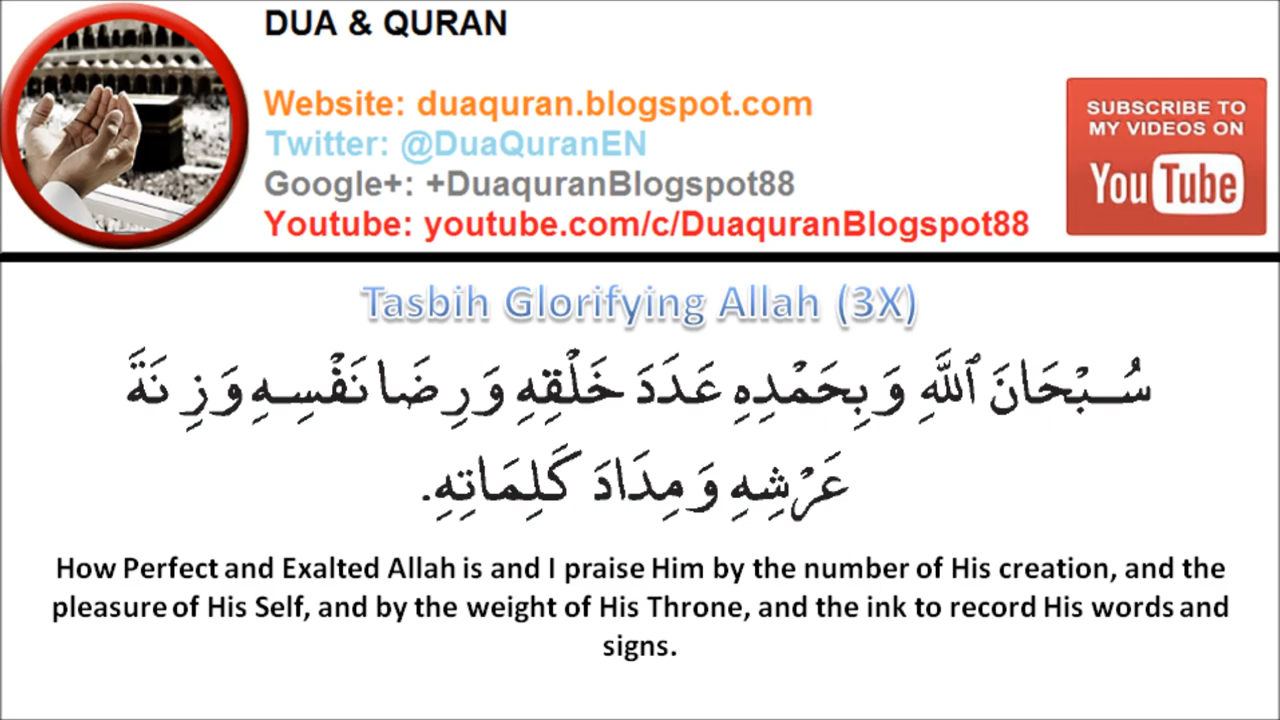 DUA & QURAN
Website: duaquran.blogspot.com
Twitter: @DuaQuranEN
Google+: +DuaquranBlogspot88
Youtube: youtube.com/c/DuaquranBlogspot88
SUBSCRIBE TO
MY VIDEOS ON
YouTube
Tasbih Glorifying Allah (3X)
سُـبْحَانَ ٱللَّهِ وَ بِحَمْدِهِ عَدَدَ خَلْقِهِ وَ رِضَا نَفْسِـهِ وَ زِ نَةَ
عَرْشِهِ وَ مِدَادَ كَلِمَاتِهِ.
How Perfect and Exalted Allah is and I praise Him by the number of His creation, and the
pleasure of His Self, and by the weight of His Throne, and the ink to record His words and
signs.